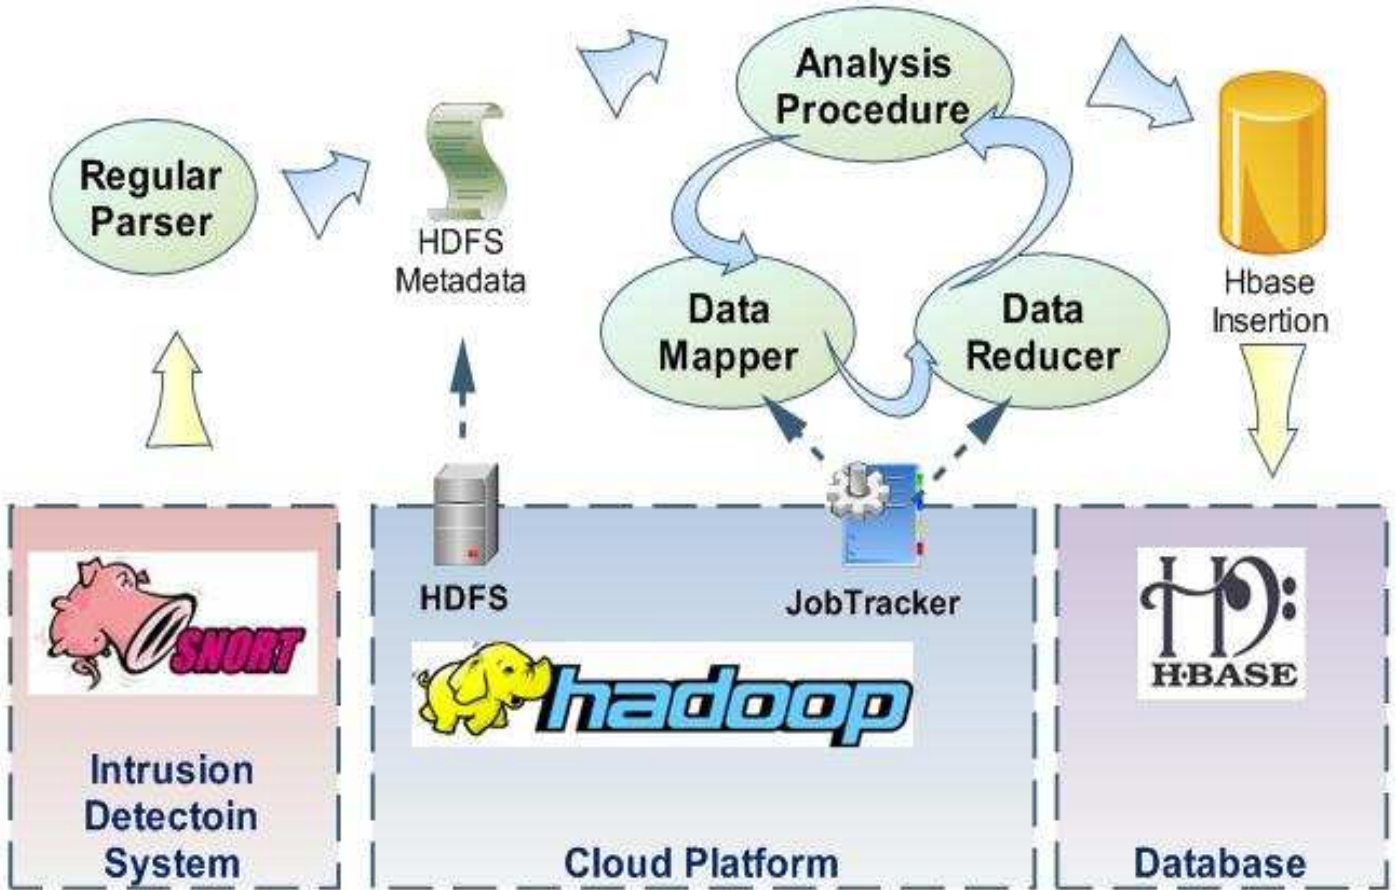 Analysis
Procedure
Regular
Parser
HDFS
Metadata
Data
Mapper
Data
Reducer
Hbase
Insertion
HDFS
JobTracker
SNORT
hadoop
H·BASE
Intrusion
Detectoin
System
Cloud Platform
Database